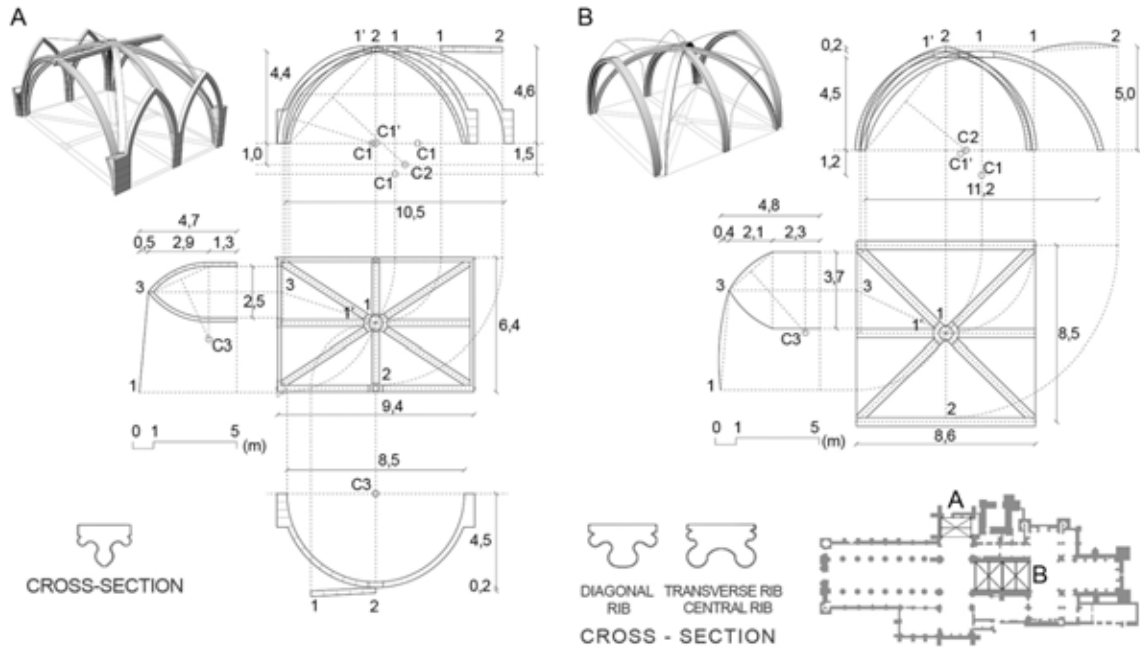 A
1' 2 1 1 2
4,4
4,6
C1'
C1 C1
1,0
C2
1,5
C1
10,5
4,7
0,5 2,9 1,3
3
2,5
3
1
1'
6,4
C3
2
1
9,4
0 1 5 (m)
8,5
C3
4,5
0,2
1 2
CROSS-SECTION
B
2 1 1 2
0,2
1'
4,5
5,0
C2
C1'
1,2
C1
11,2
4,8
0,4 2,1 2,3
3
3,7
3
1
1'
8,5
C3
1
2
0 1 5 (m)
8,6
DIAGONAL RIB
TRANSVERSE RIB
CENTRAL RIB
CROSS - SECTION
A
B